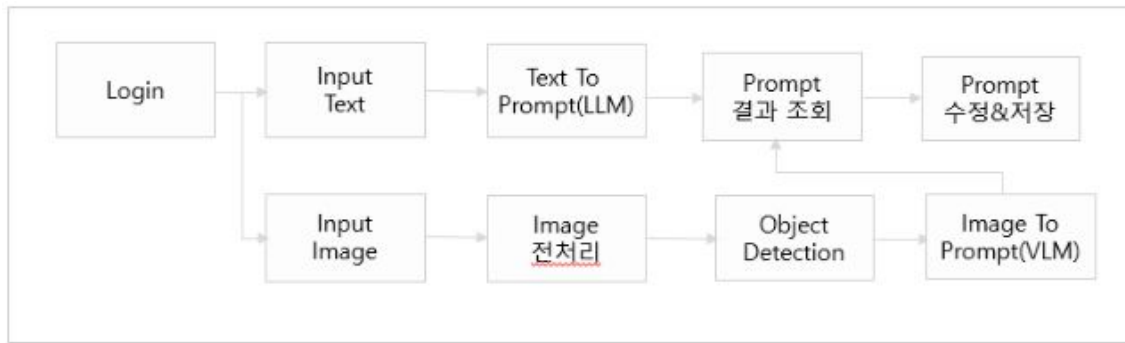 Login
Input
Text
Text To
Prompt(LLM)
Prompt
결과 조회
Prompt
수정&저장
Input
Image
Image
전처리
Object
Detection
Image To
Prompt(VLM)